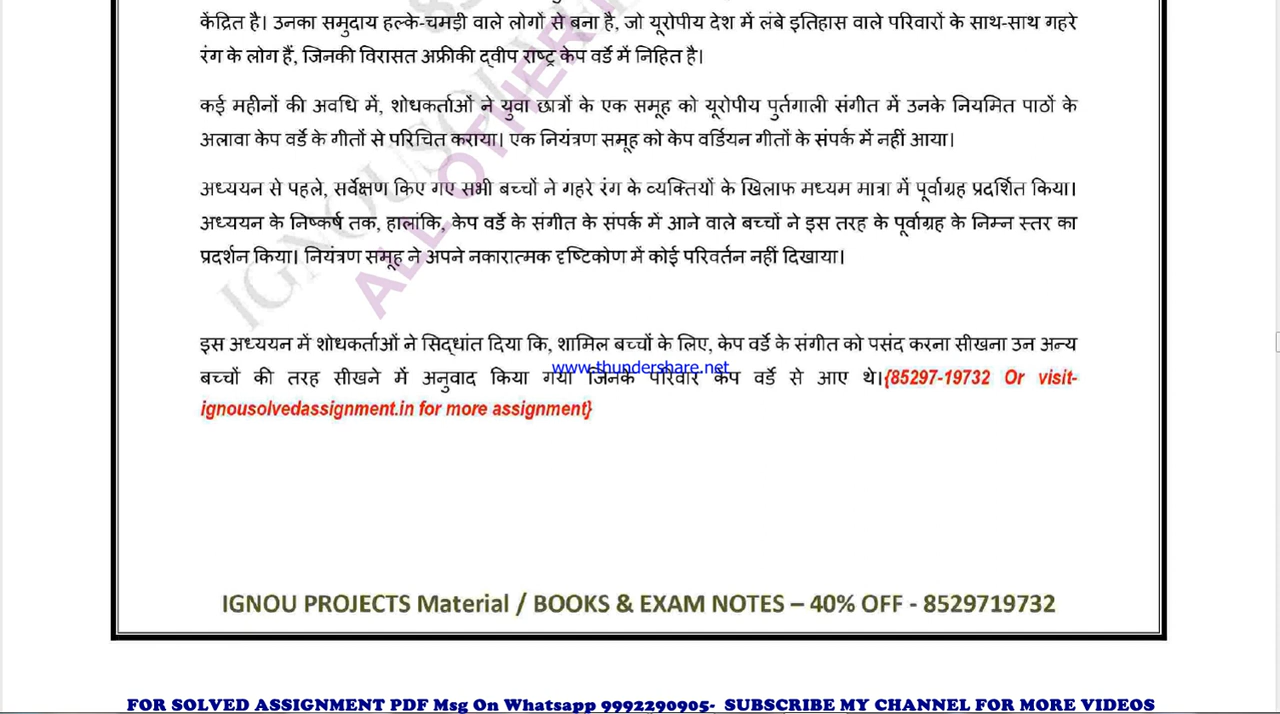 केंद्रित है। उनका समुदाय हल्के-चमड़ी वाले लोगों से बना है, जो यूरोपीय देश में लंबे इतिहास वाले परिवारों के साथ-साथ गहरे
रंग के लोग हैं, जिनकी विरासत अफ्रीकी द्वीप राष्ट्र केप वर्डे में निहित है।
कई महीनों की अवधि में, शोधकर्ताओं ने युवा छात्रों के एक समूह को यूरोपीय पुर्तगाली संगीत में उनके नियमित पाठों के
अलावा केप वर्डे के गीतों से परिचित कराया। एक नियंत्रण समूह को केप वर्डियन गीतों के संपर्क में नहीं आया।
अध्ययन से पहले, सर्वेक्षण किए गए सभी बच्चों ने गहरे रंग के व्यक्तियों के खिलाफ मध्यम मात्रा में पूर्वाग्रह प्रदर्शित किया।
अध्ययन के निष्कर्ष तक, हालांकि, केप वर्डे के संगीत के संपर्क में आने वाले बच्चों ने इस तरह के पूर्वाग्रह के निम्न स्तर का
प्रदर्शन किया। नियंत्रण समूह ने अपने नकारात्मक दृष्टिकोण में कोई परिवर्तन नहीं दिखाया।
इस अध्ययन में शोधकर्ताओं ने सिद्धांत दिया कि, शामिल बच्चों के लिए, केप वर्डे के संगीत को पसंद करना सीखना उन अन्य
www.thundershare.net
बच्चों की तरह सीखने में अनुवाद किया गया जिनके परिवार केप वर्डे से आए थे।{85297-19732 Or visit-
ignousolvedassignment.in for more assignment}
IGNOU PROJECTS Material / BOOKS & EXAM NOTES – 40% OFF - 8529719732
FOR SOLVED ASSIGNMENT PDF Msg On Whatsapp 9992290905- SUBSCRIBE MY CHANNEL FOR MORE VIDEOS